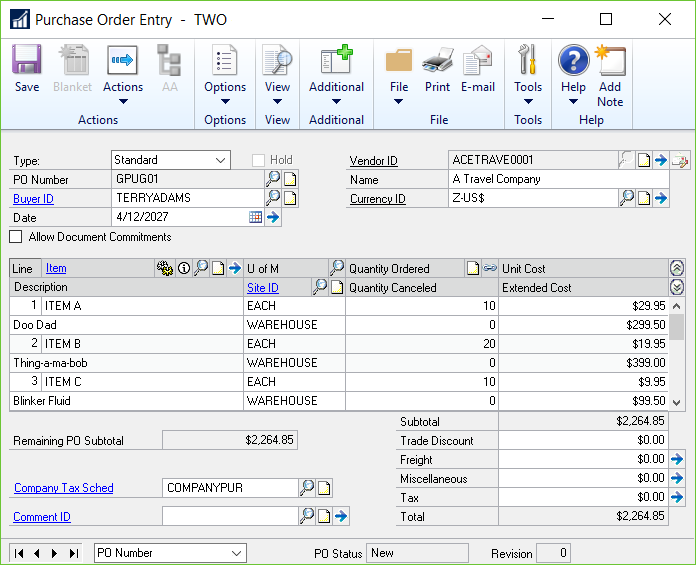 Purchase Order Entry - TWO
Save Blanket Actions AA Options View Additional File Print E-mail Tools Help Add Note
Actions Options View Additional File Tools Help
Type: Standard Hold Vendor ID ACETRAVE0001
PO Number GPUG01 Name A Travel Company
Buyer ID TERRYADAMS Currency ID Z-US$
Date 4/12/2027
Allow Document Commitments
Line Item U of M Quantity Ordered Unit Cost
Description Site ID Quantity Canceled Extended Cost
1 ITEM A EACH 10 $29.95
Doo Dad WAREHOUSE 0 $299.50
2 ITEM B EACH 20 $19.95
Thing-a-ma-bob WAREHOUSE 0 $399.00
3 ITEM C EACH 10 $9.95
Blinker Fluid WAREHOUSE 0 $99.50
Subtotal $2,264.85
Remaining PO Subtotal $2,264.85 Trade Discount $0.00
Freight $0.00
Miscellaneous $0.00
Company Tax Sched COMPANYPUR Tax $0.00
Comment ID Total $2,264.85
PO Number PO Status New Revision 0